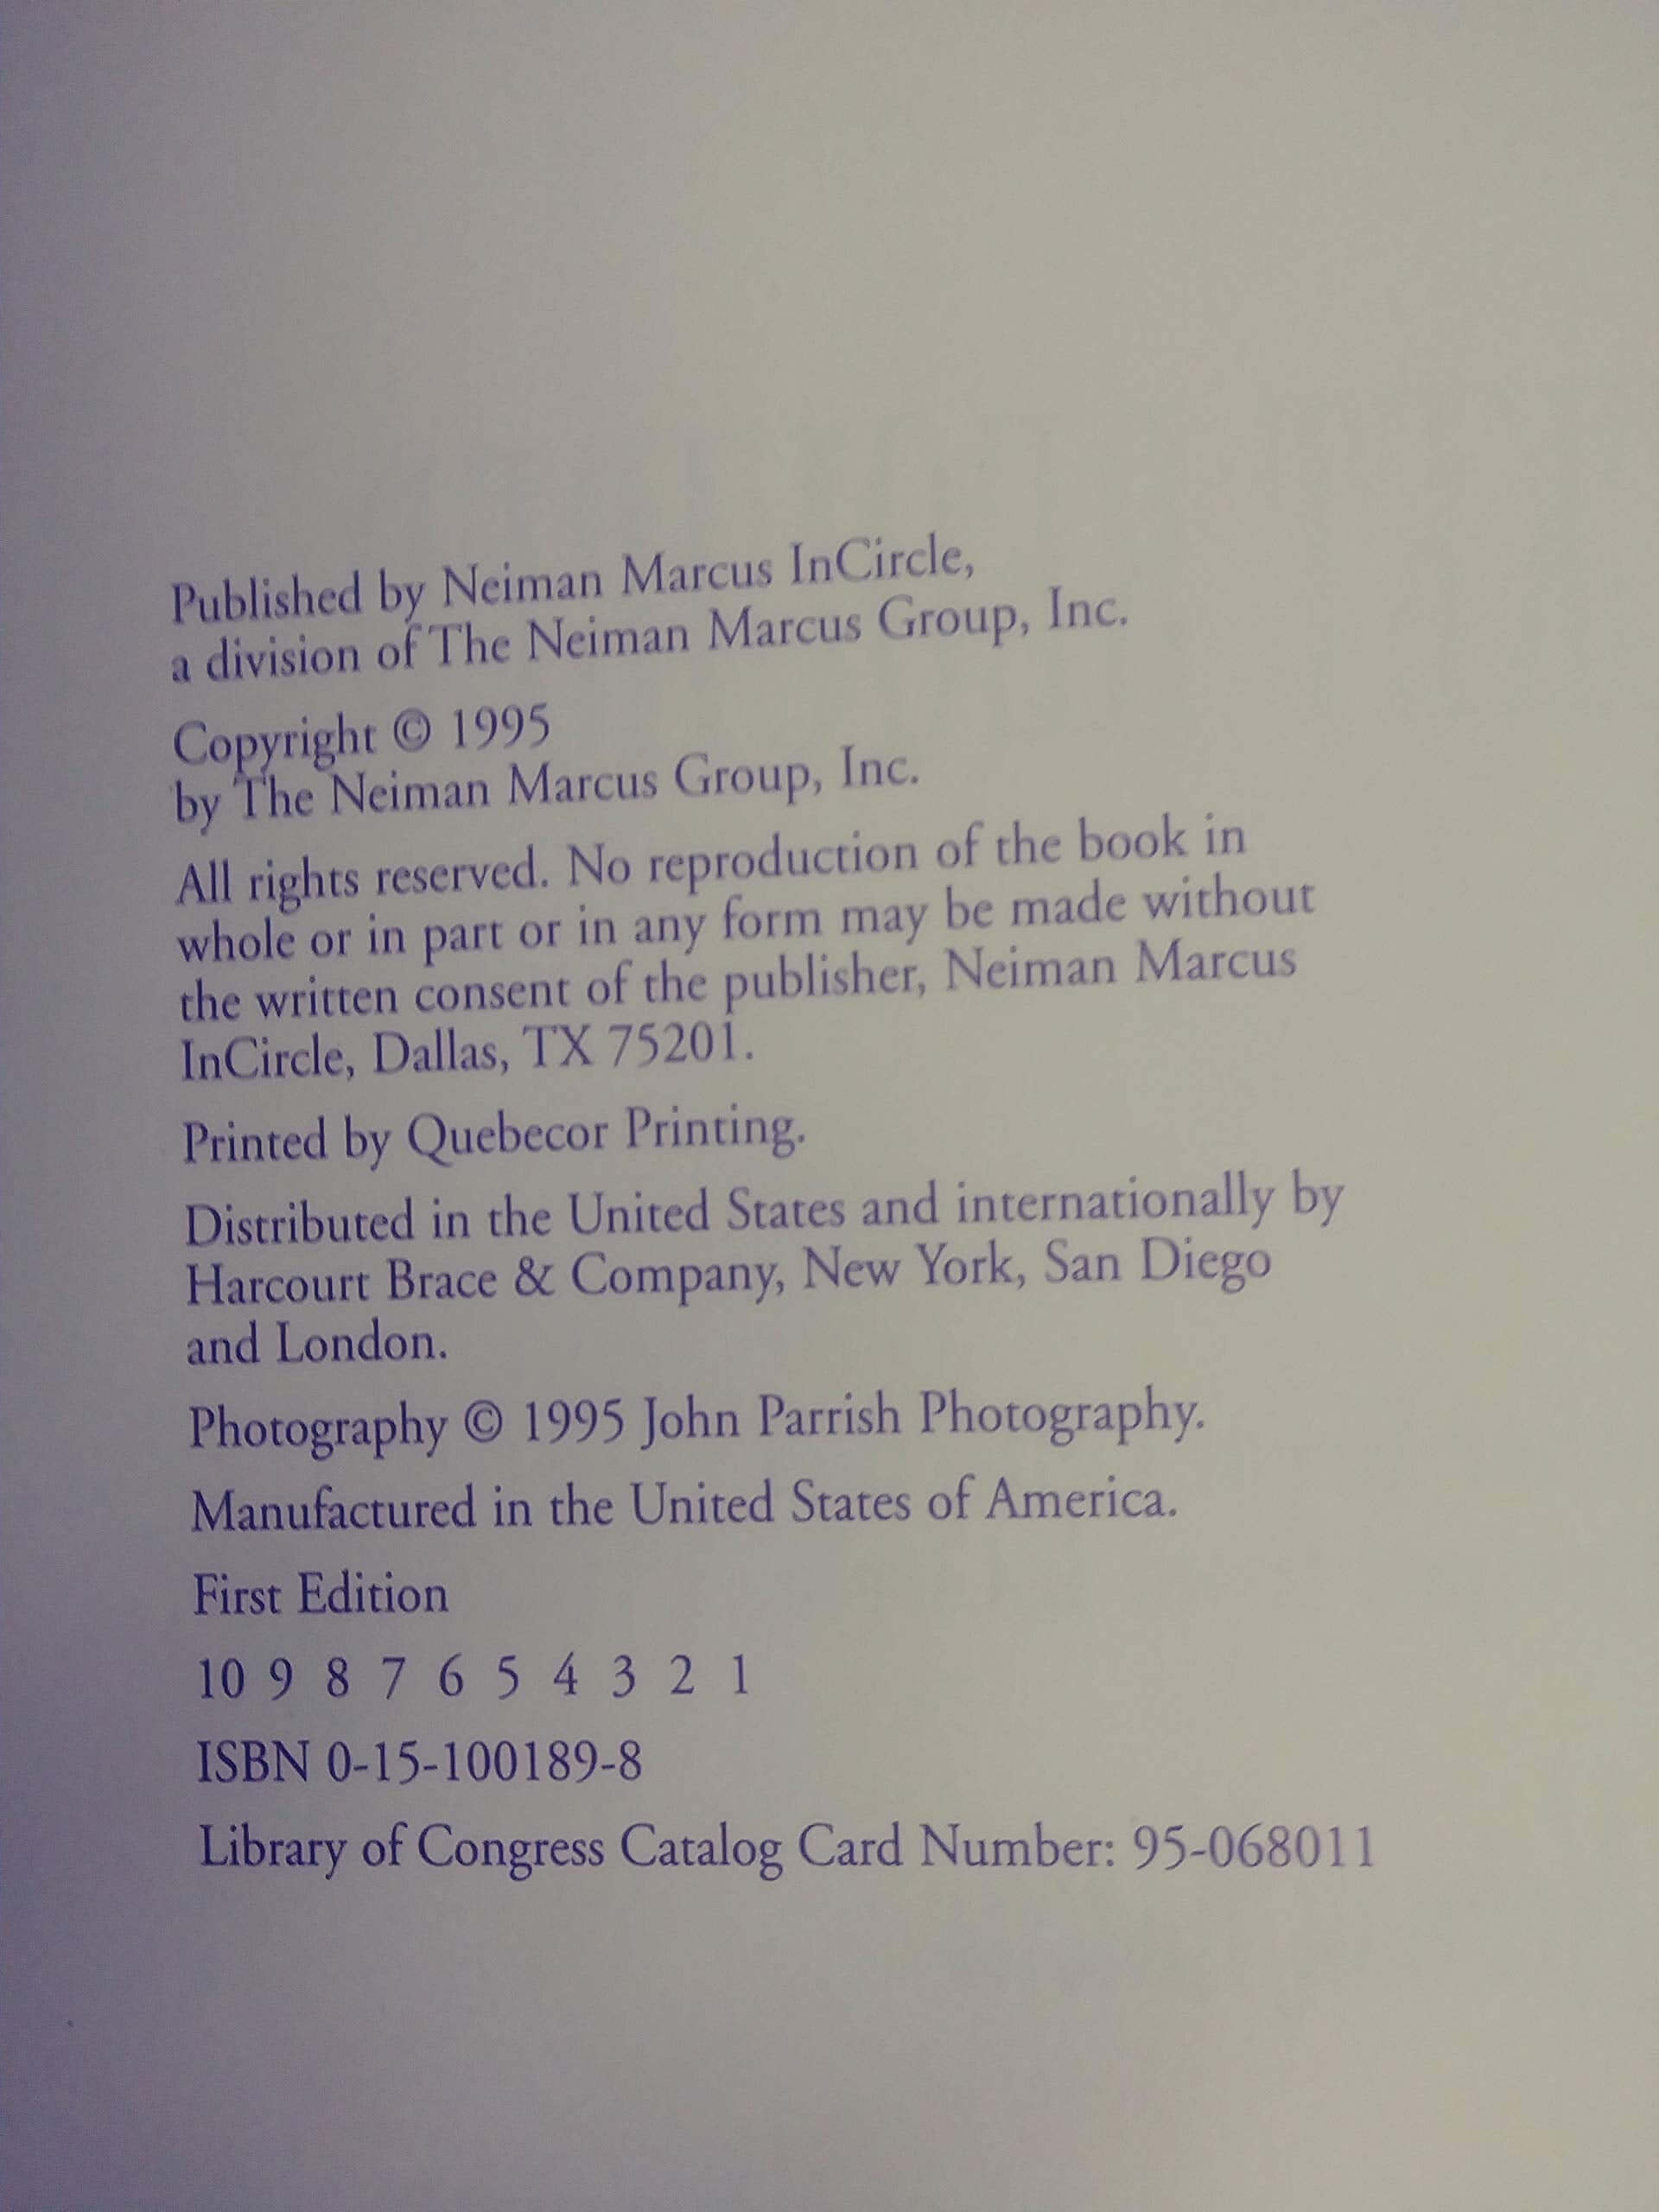 Published by Neiman Marcus InCircle,
a division of The Neiman Marcus Group, Inc.
Copyright © 1995
by The Neiman Marcus Group, Inc.
All rights reserved. No reproduction of the book in
whole or in part or in any form may be made without
the written consent of the publisher, Neiman Marcus
InCircle, Dallas, TX 75201.
Printed by Quebecor Printing.
Distributed in the United States and internationally by
Harcourt Brace & Company, New York, San Diego
and London.
Photography © 1995 John Parrish Photography.
Manufactured in the United States of America.
First Edition
10 9 8 7 6 5 4 3 2 1
ISBN 0-15-100189-8
Library of Congress Catalog Card Number: 95-068011